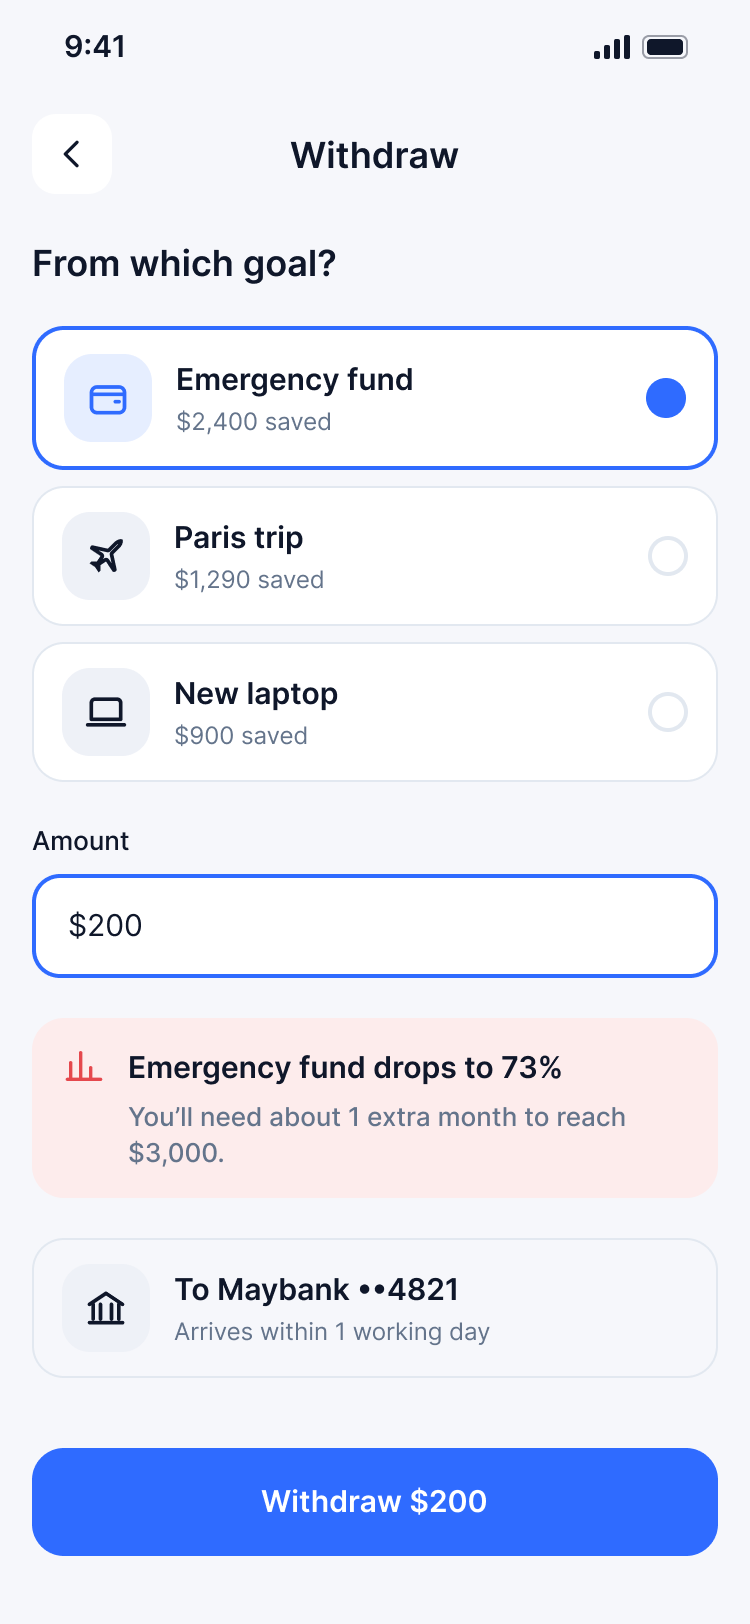 9:41
Withdraw
From which goal?
Emergency fund
$2,400 saved
Paris trip
$1,290 saved
New laptop
$900 saved
Amount
$200
Emergency fund drops to 73%
You’ll need about 1 extra month to reach
$3,000.
To Maybank ••4821
Arrives within 1 working day
Withdraw $200